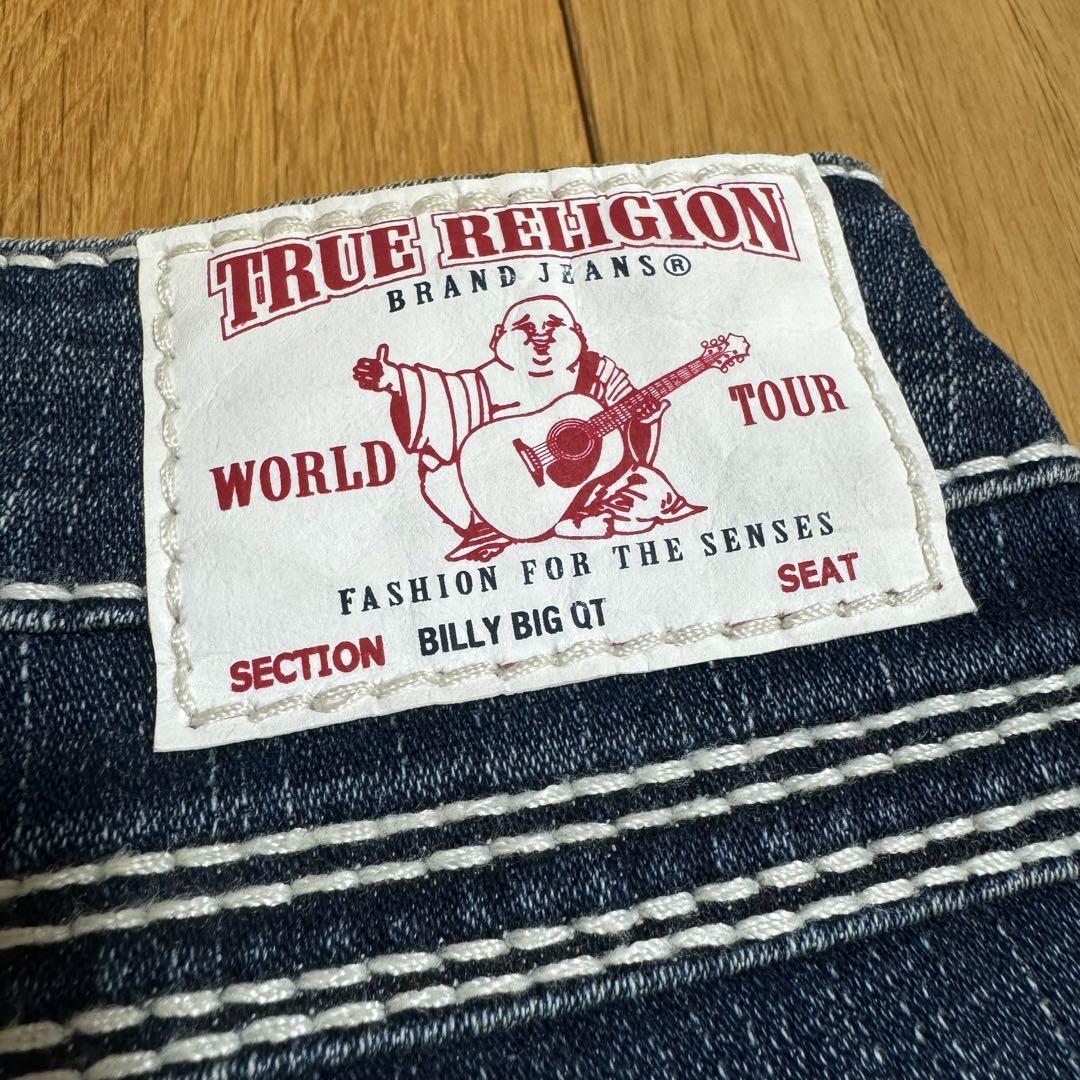 TRUE RELIGION
BRAND JEANS®
WORLD TOUR
FASHION FOR THE SENSES
SECTION BILLY BIG QT SEAT